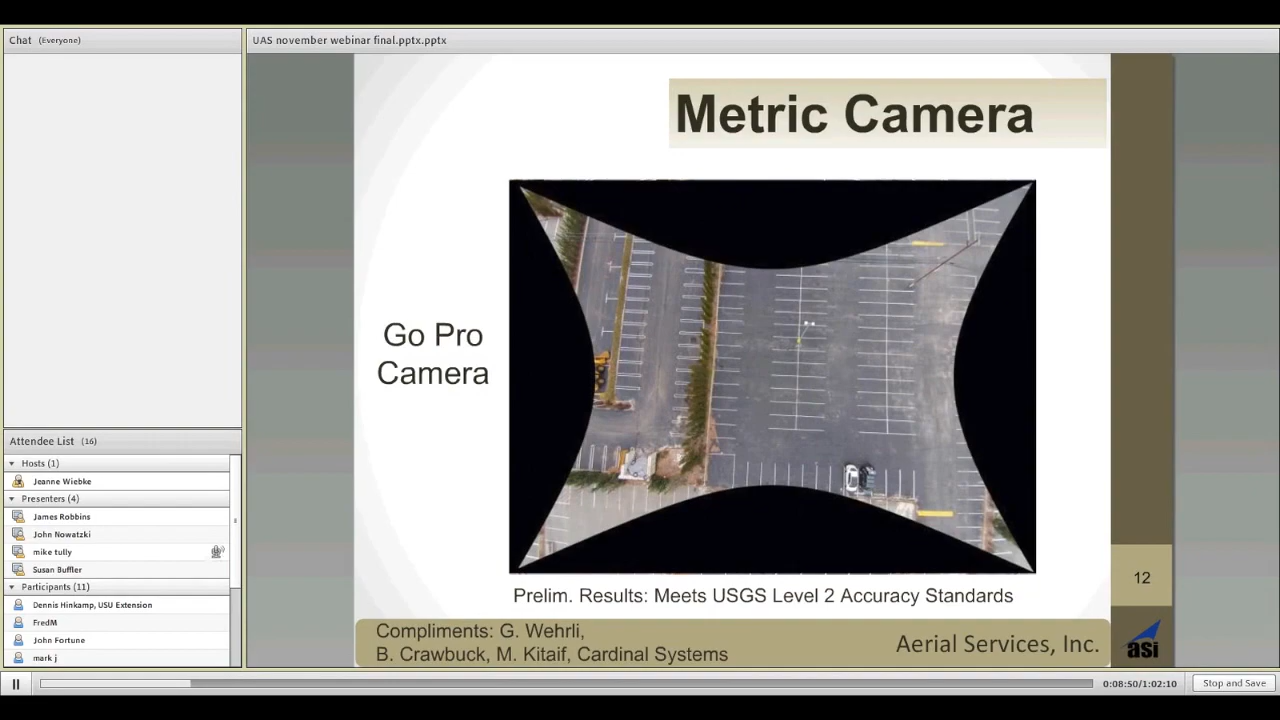 Chat (Everyone)
UAS november webinar final.pptx.pptx
Metric Camera
Go Pro
Camera
Prelim. Results: Meets USGS Level 2 Accuracy Standards
12
Compliments: G. Wehrli,
B. Crawbuck, M. Kitaif, Cardinal Systems
Aerial Services, Inc.
asi
Attendee List (16)
Hosts (1)
Jeanne Wiebke
Presenters (4)
James Robbins
John Nowatzki
mike tully
Susan Buffler
Participants (11)
Dennis Hinkamp, USU Extension
FredM
John Fortune
mark j
0:08:50/1:02:10
Stop and Save